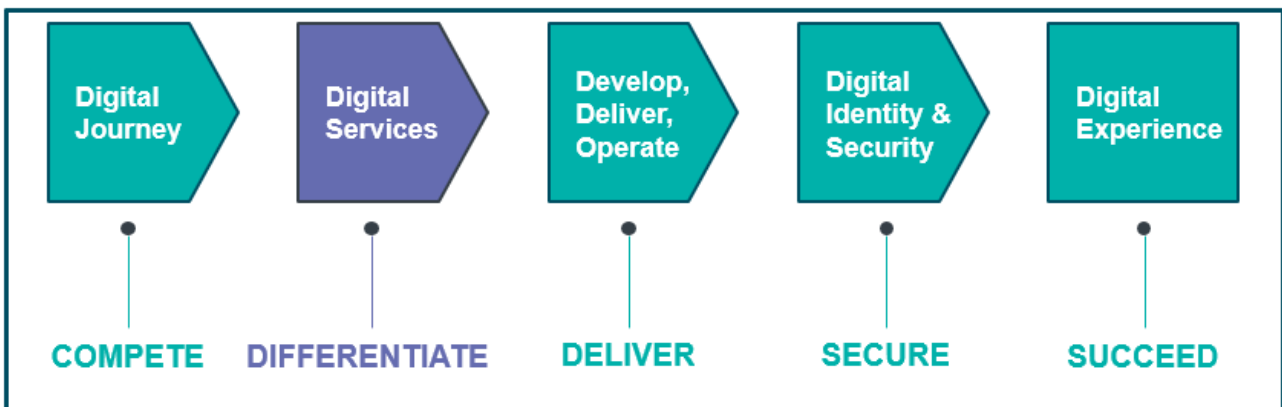 Digital
Journey
Digital
Services
Develop,
Deliver,
Operate
Digital
Identity &
Security
Digital
Experience
COMPETE
DIFFERENTIATE
DELIVER
SECURE
SUCCEED